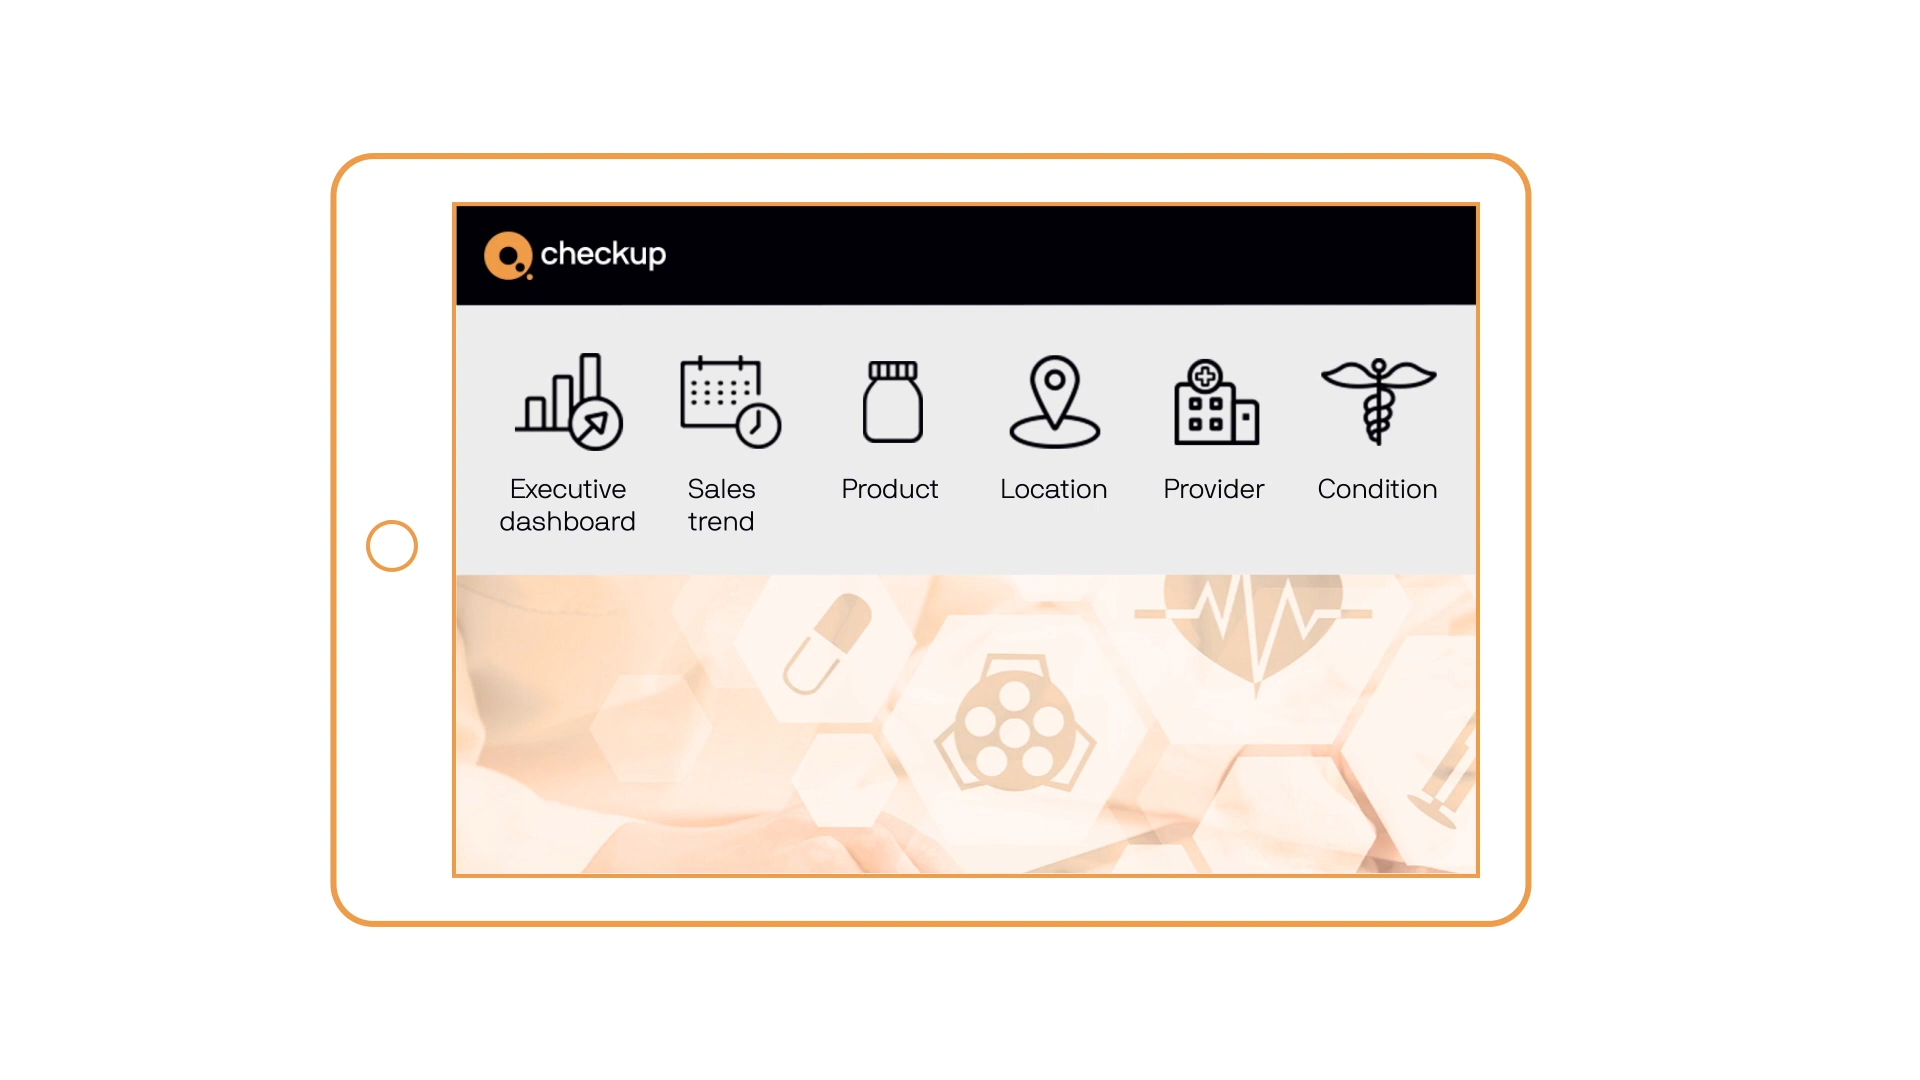 checkup
Executive
dashboard
Sales
trend
Product
Location
Provider
Condition